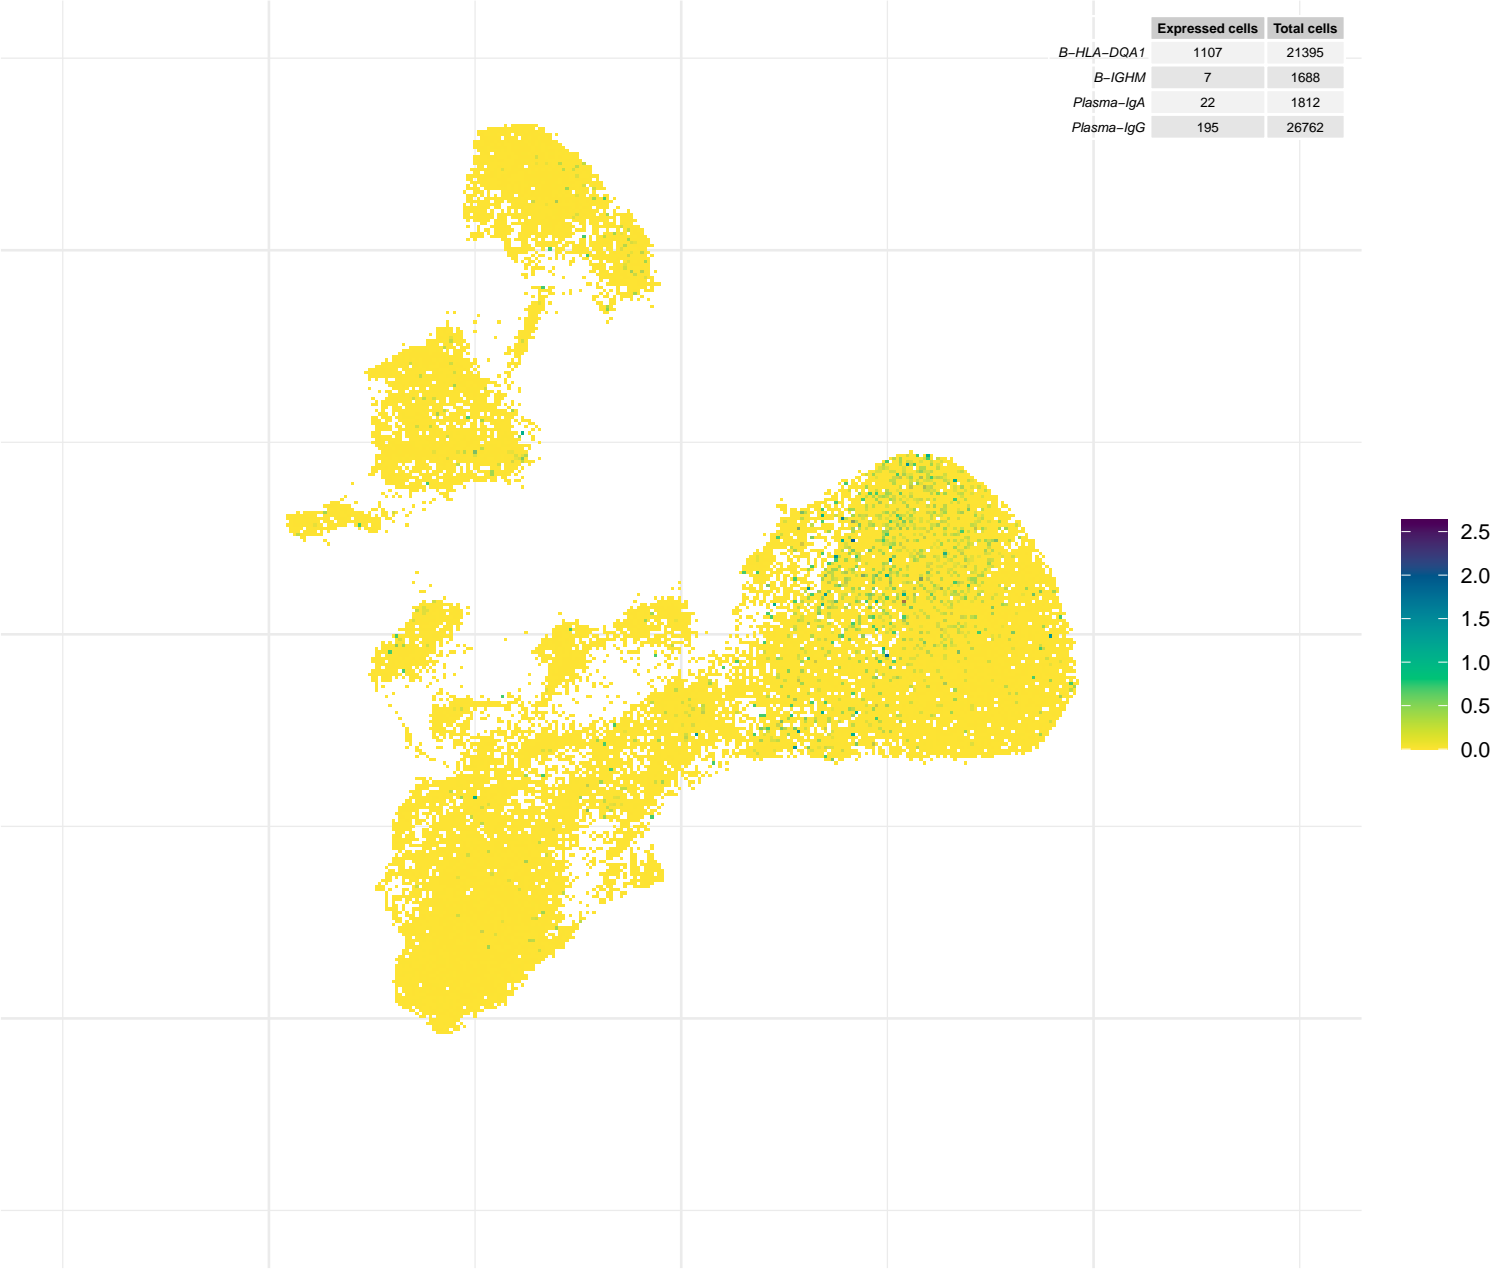 Expressed cells Total cells
B–HLA–DQA1 1107 21395
B–IGHM 7 1688
Plasma–IgA 22 1812
Plasma–IgG 195 26762
2.5
2.0
1.5
1.0
0.5
0.0